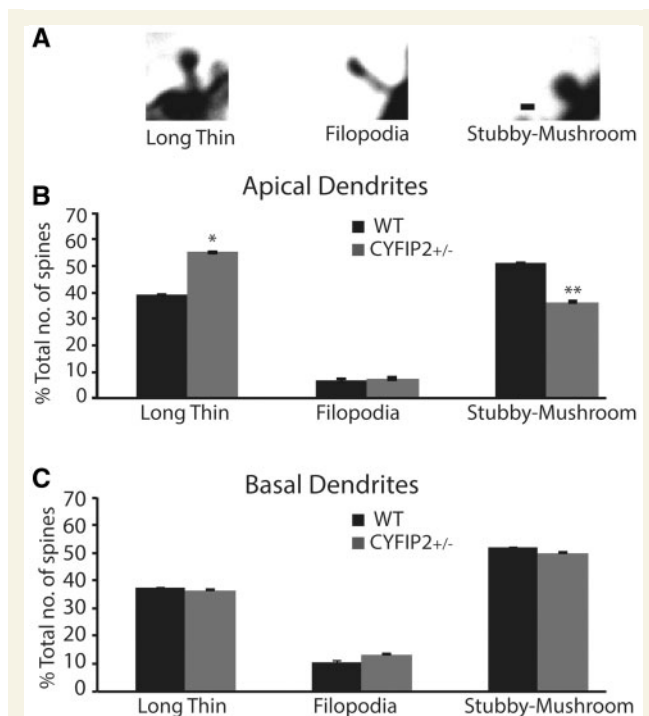 A
Long Thin
Filopodia
Stubby-Mushroom
B
Apical Dendrites
% Total no. of spines
70
60
50
40
30
20
10
0
WT
CYFIP2+/-
*
**
Long Thin
Filopodia
Stubby-Mushroom
C
Basal Dendrites
% Total no. of spines
70
60
50
40
30
20
10
0
WT
CYFIP2+/-
Long Thin
Filopodia
Stubby-Mushroom